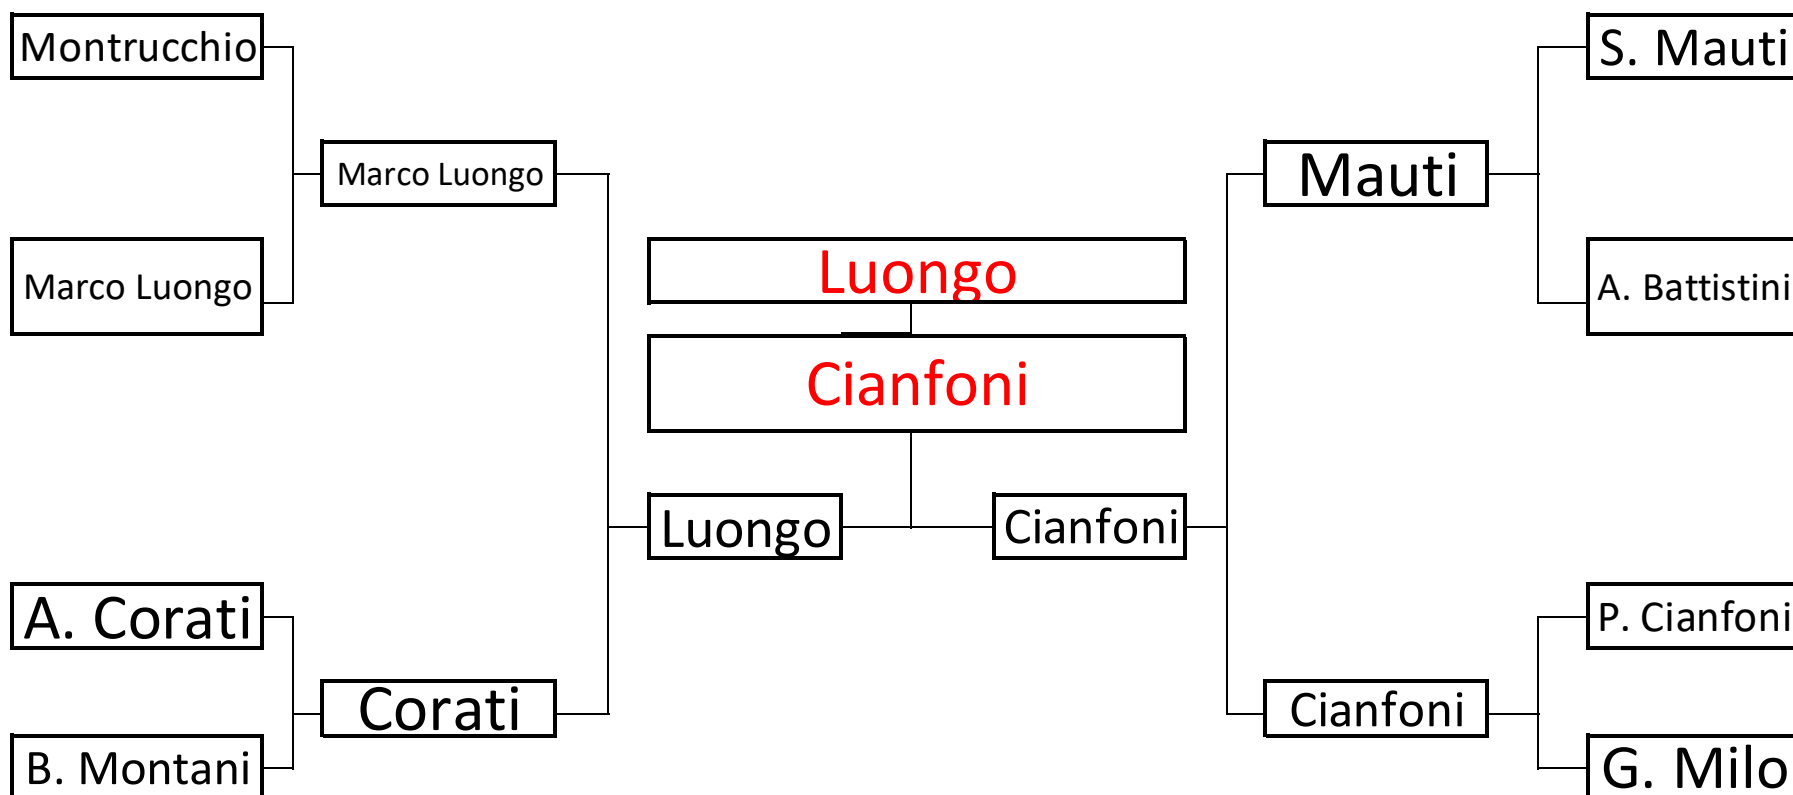 Montrucchio
S. Mauti
Marco Luongo
Mauti
Marco Luongo
Luongo
A. Battistini
Cianfoni
Luongo
Cianfoni
A. Corati
P. Cianfoni
Corati
Cianfoni
B. Montani
G. Milo